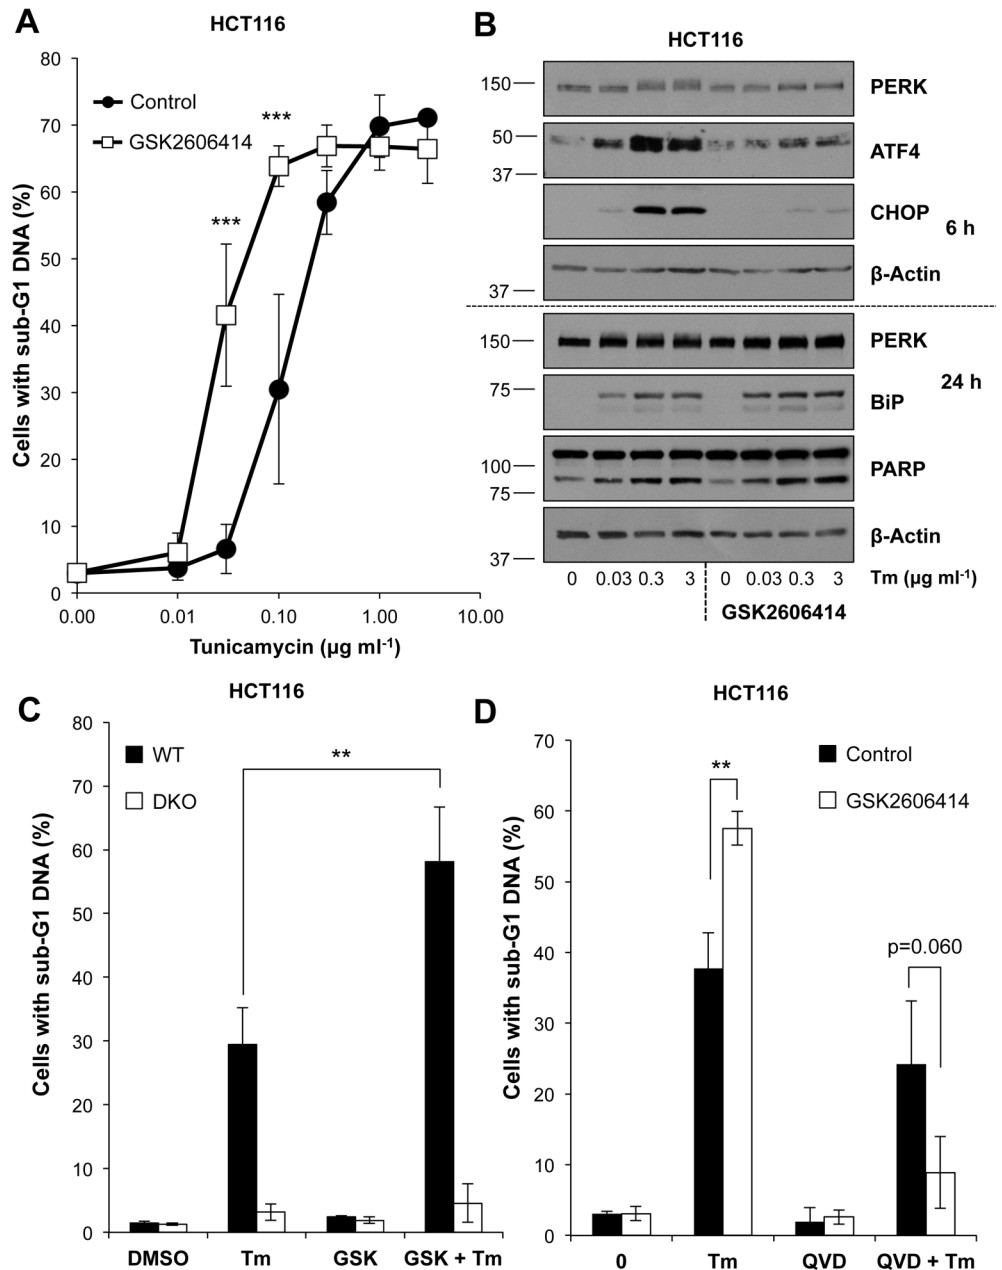 A
HCT116
80
70
60
50
40
30
20
10
0
Cells with sub-G1 DNA (%)
Control
GSK2606414
***
***
0.00 0.01 0.10 1.00 10.00
Tunicamycin (µg ml-1)
B
HCT116
150
PERK
50
37
ATF4
CHOP
6 h
β-Actin
37
150
PERK
24 h
75
BiP
100
75
PARP
β-Actin
37
0 0.03 0.3 3 0 0.03 0.3 3 Tm (µg ml-1)
GSK2606414
C
HCT116
80
70
60
50
40
30
20
10
0
Cells with sub-G1 DNA (%)
WT
DKO
**
DMSO Tm GSK GSK + Tm
D
HCT116
70
60
50
40
30
20
10
0
Cells with sub-G1 DNA (%)
Control
GSK2606414
**
p=0.060
0 Tm QVD QVD + Tm